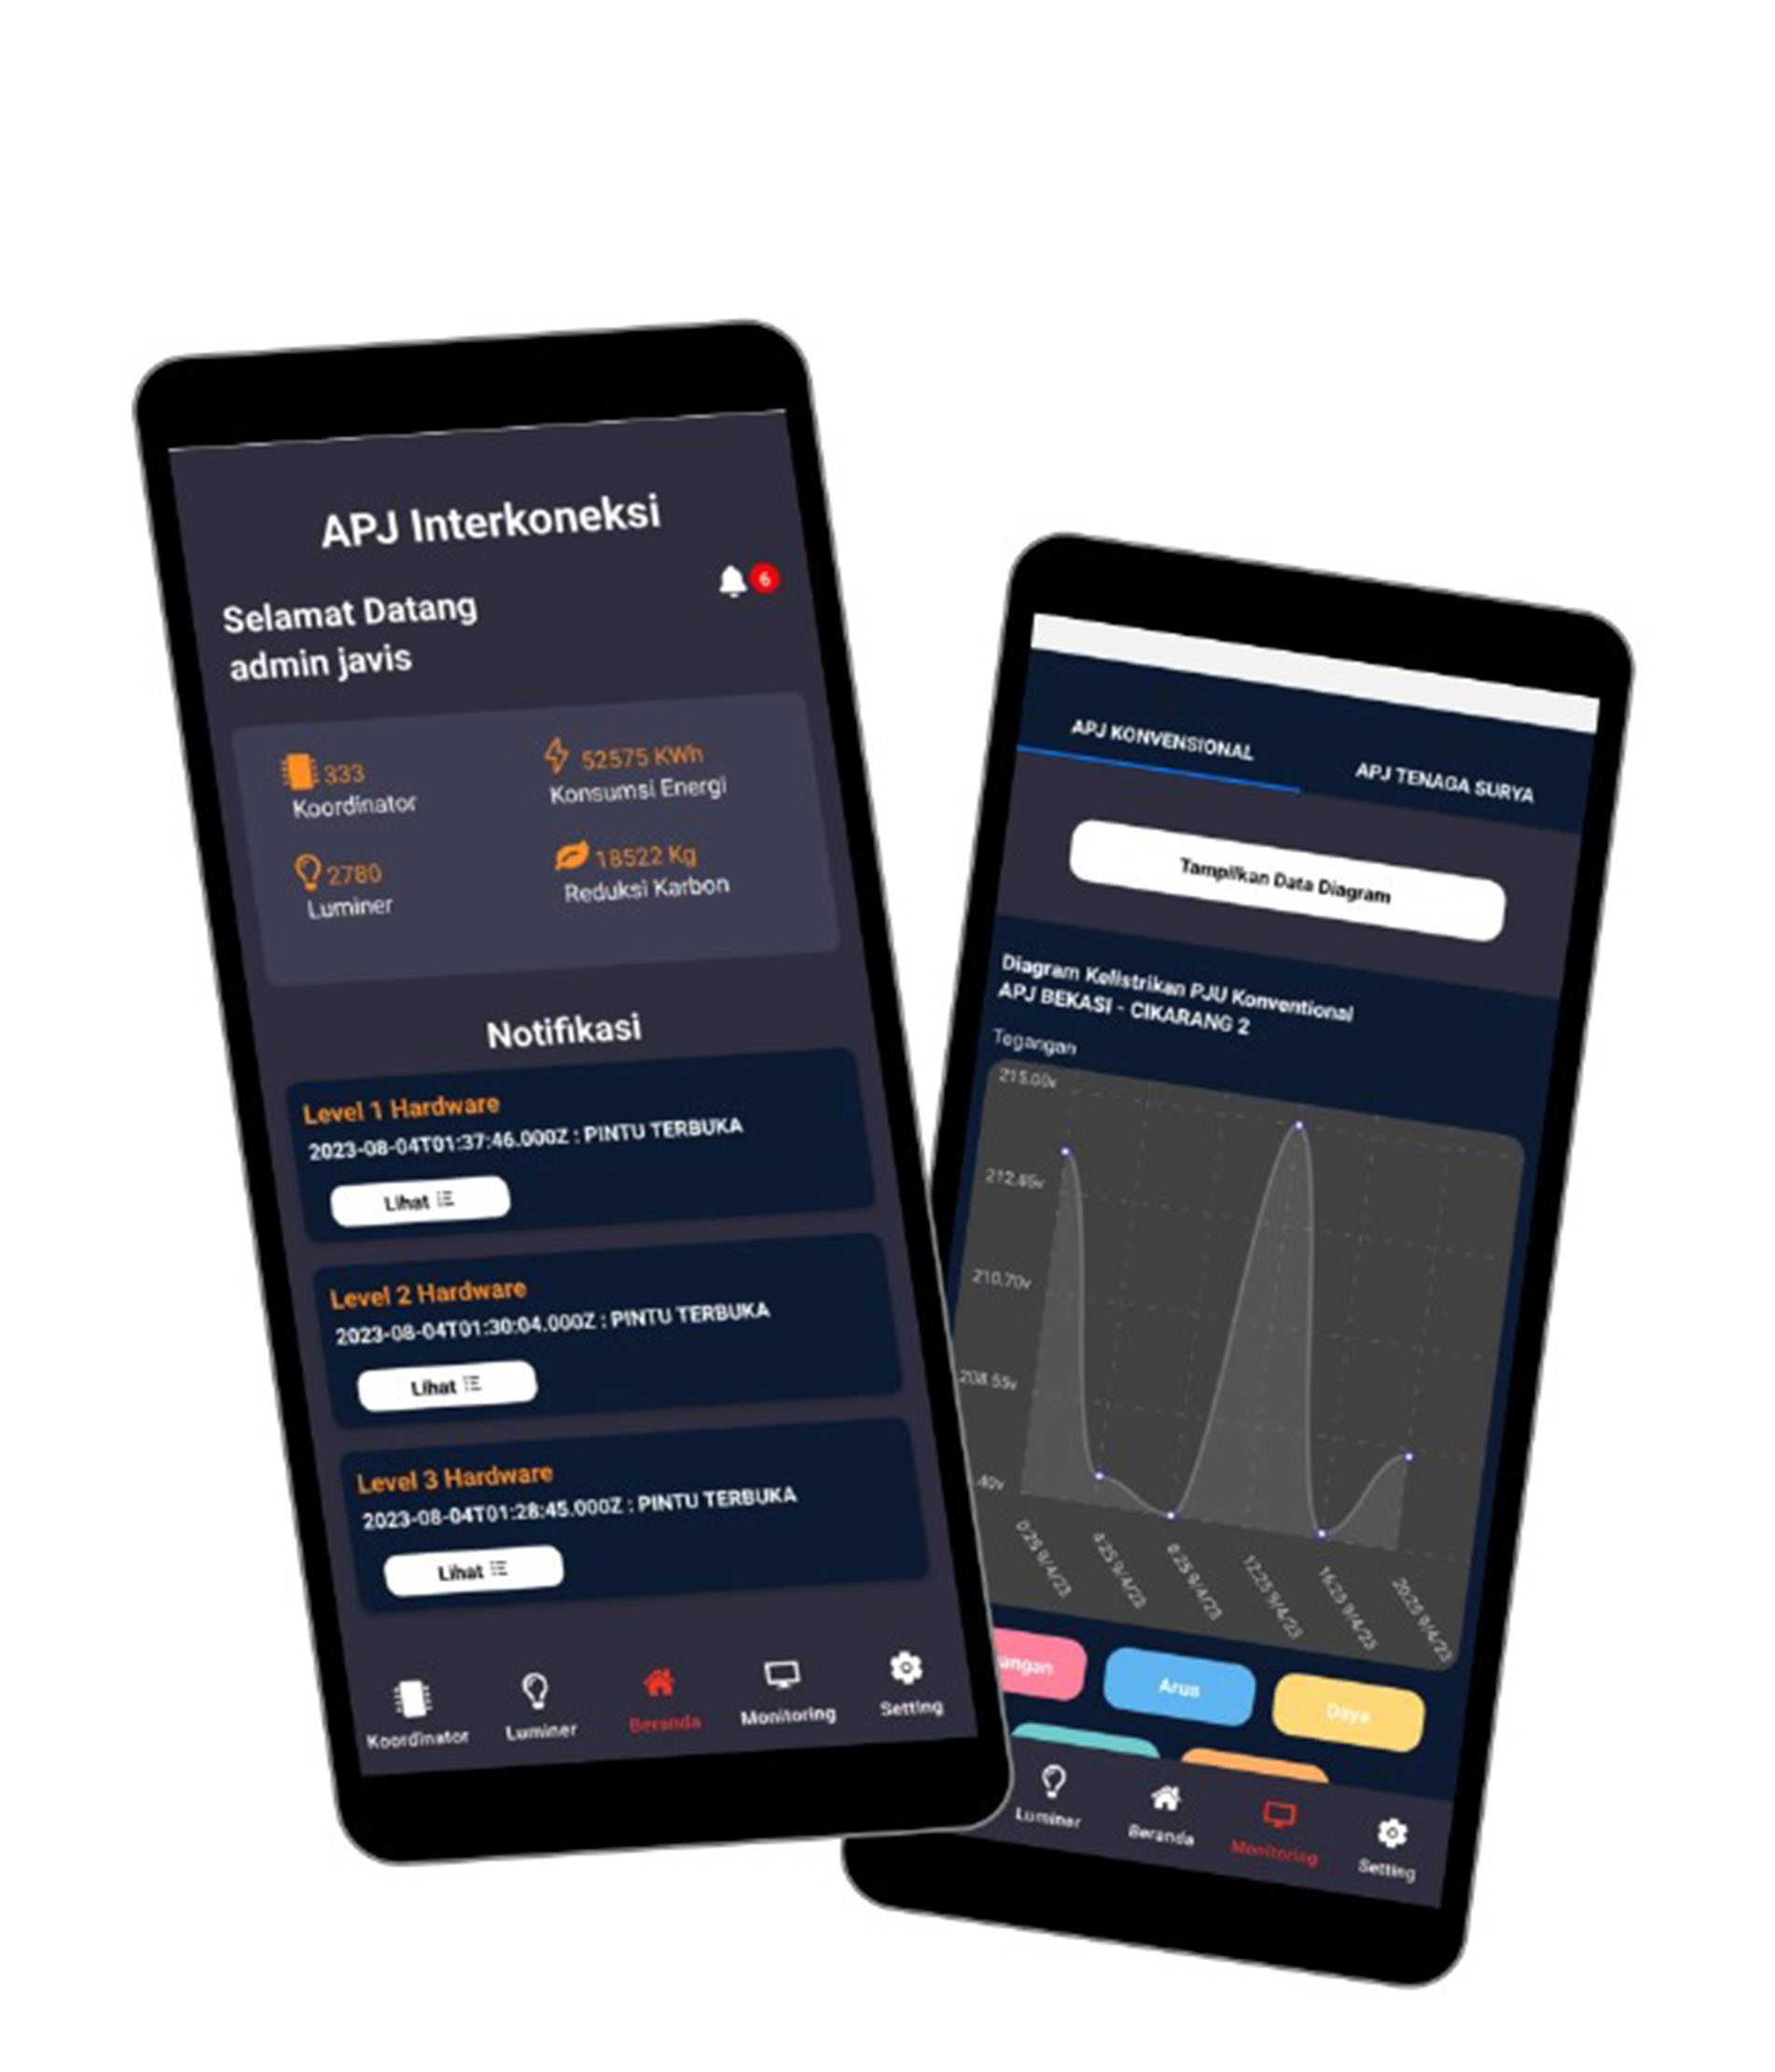 APJ Interkoneksi
6
Selamat Datang
admin javis
333
Koordinator
52575 KWh
Konsumsi Energi
2780
Luminer
18522 Kg
Reduksi Karbon
Notifikasi
Level 1 Hardware
2023-08-04T01:37:46.000Z : PINTU TERBUKA
Lihat
Level 2 Hardware
2023-08-04T01:30:04.000Z : PINTU TERBUKA
Lihat
Level 3 Hardware
2023-08-04T01:28:45.000Z : PINTU TERBUKA
Lihat
Koordinator
Luminer
Beranda
Monitoring
Setting
APJ KONVENSIONAL
APJ TENAGA SURYA
Tampilkan Data Diagram
Diagram Kelistrikan PJU Konventional
APJ BEKASI - CIKARANG 2
Tegangan
215.00v
212.85v
210.70v
208.55v
.40v
0:25 9/4/23
4:25 9/4/23
8:25 9/4/23
12:25 9/4/23
16:25 9/4/23
20:25 9/4/23
angan
Arus
Daya
Luminer
Beranda
Monitoring
Setting